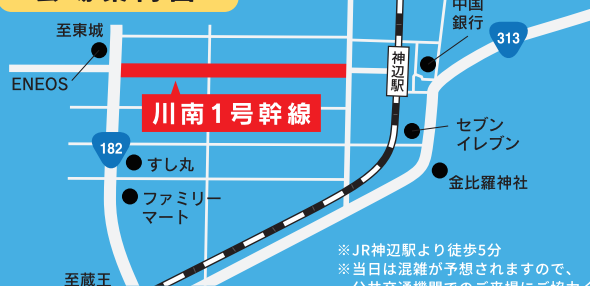 至東城
中国
銀行
313
ENEOS
神辺駅
川南1号幹線
182
すし丸
セブン
イレブン
ファミリー
マート
金比羅神社
※JR神辺駅より徒歩5分
※当日は混雑が予想されますので、
至蔵王